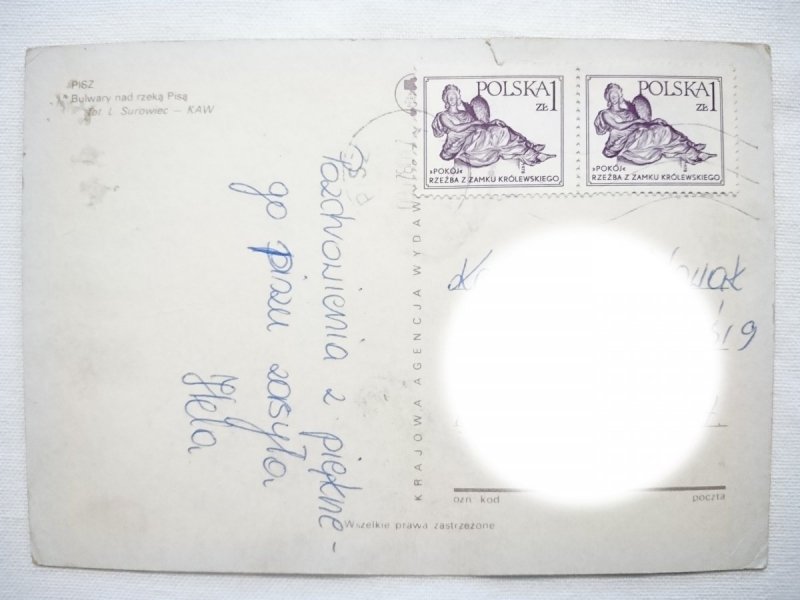 PISZ
Bulwary nad rzeką Pisą
fot L. Surowiec — KAW
POLSKA 1
ZŁ
»POKÓJ«
RZEŹBA Z ZAMKU KRÓLEWSKIEGO
POLSKA 1
ZŁ
»POKÓJ«
RZEŹBA Z ZAMKU KRÓLEWSKIEGO
Pozdrowienia z piękne-
go piszu zasyła
Hela
KRAJOWA AGENCJA WYDAW
ozn kod
poczta
Wszelkie prawa zastrzeżone